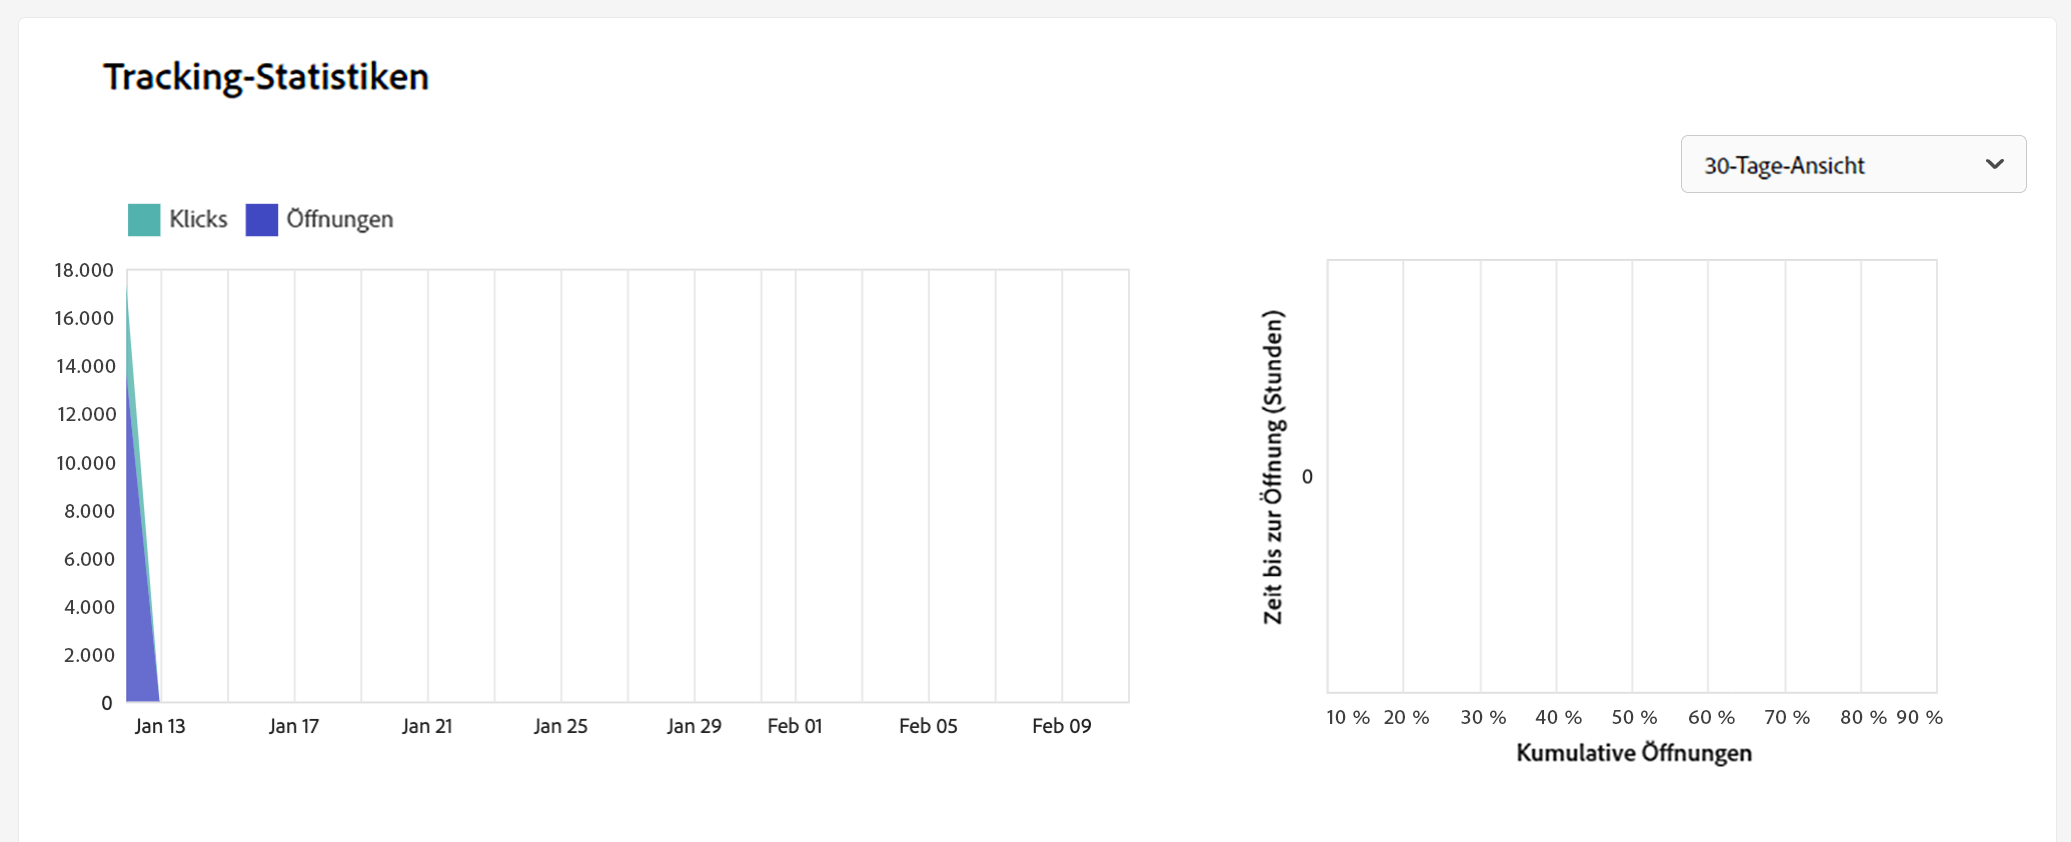 Tracking-Statistiken
30-Tage-Ansicht
Klicks Öffnungen
18.000
16.000
14.000
12.000
10.000
8.000
6.000
4.000
2.000
0
Jan 13 Jan 17 Jan 21 Jan 25 Jan 29 Feb 01 Feb 05 Feb 09
Zeit bis zur Öffnung (Stunden)
0
10 % 20 % 30 % 40 % 50 % 60 % 70 % 80 % 90 %
Kumulative Öffnungen